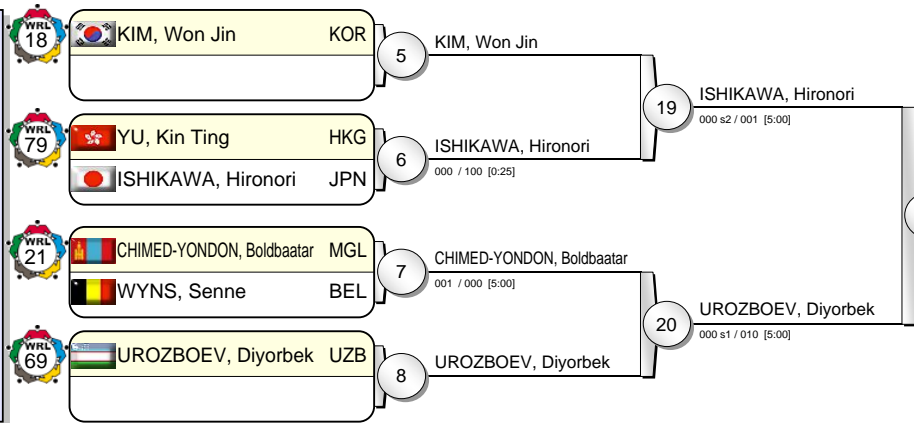 WRL
18
KIM, Won Jin KOR
5
KIM, Won Jin
19
ISHIKAWA, Hironori
000 s2 / 001 [5:00]
WRL
79
YU, Kin Ting HKG
ISHIKAWA, Hironori JPN
6
ISHIKAWA, Hironori
000 / 100 [0:25]
WRL
21
CHIMED-YONDON, Boldbaatar MGL
WYNS, Senne BEL
7
CHIMED-YONDON, Boldbaatar
001 / 000 [5:00]
20
UROZBOEV, Diyorbek
000 s1 / 010 [5:00]
WRL
69
UROZBOEV, Diyorbek UZB
8
UROZBOEV, Diyorbek